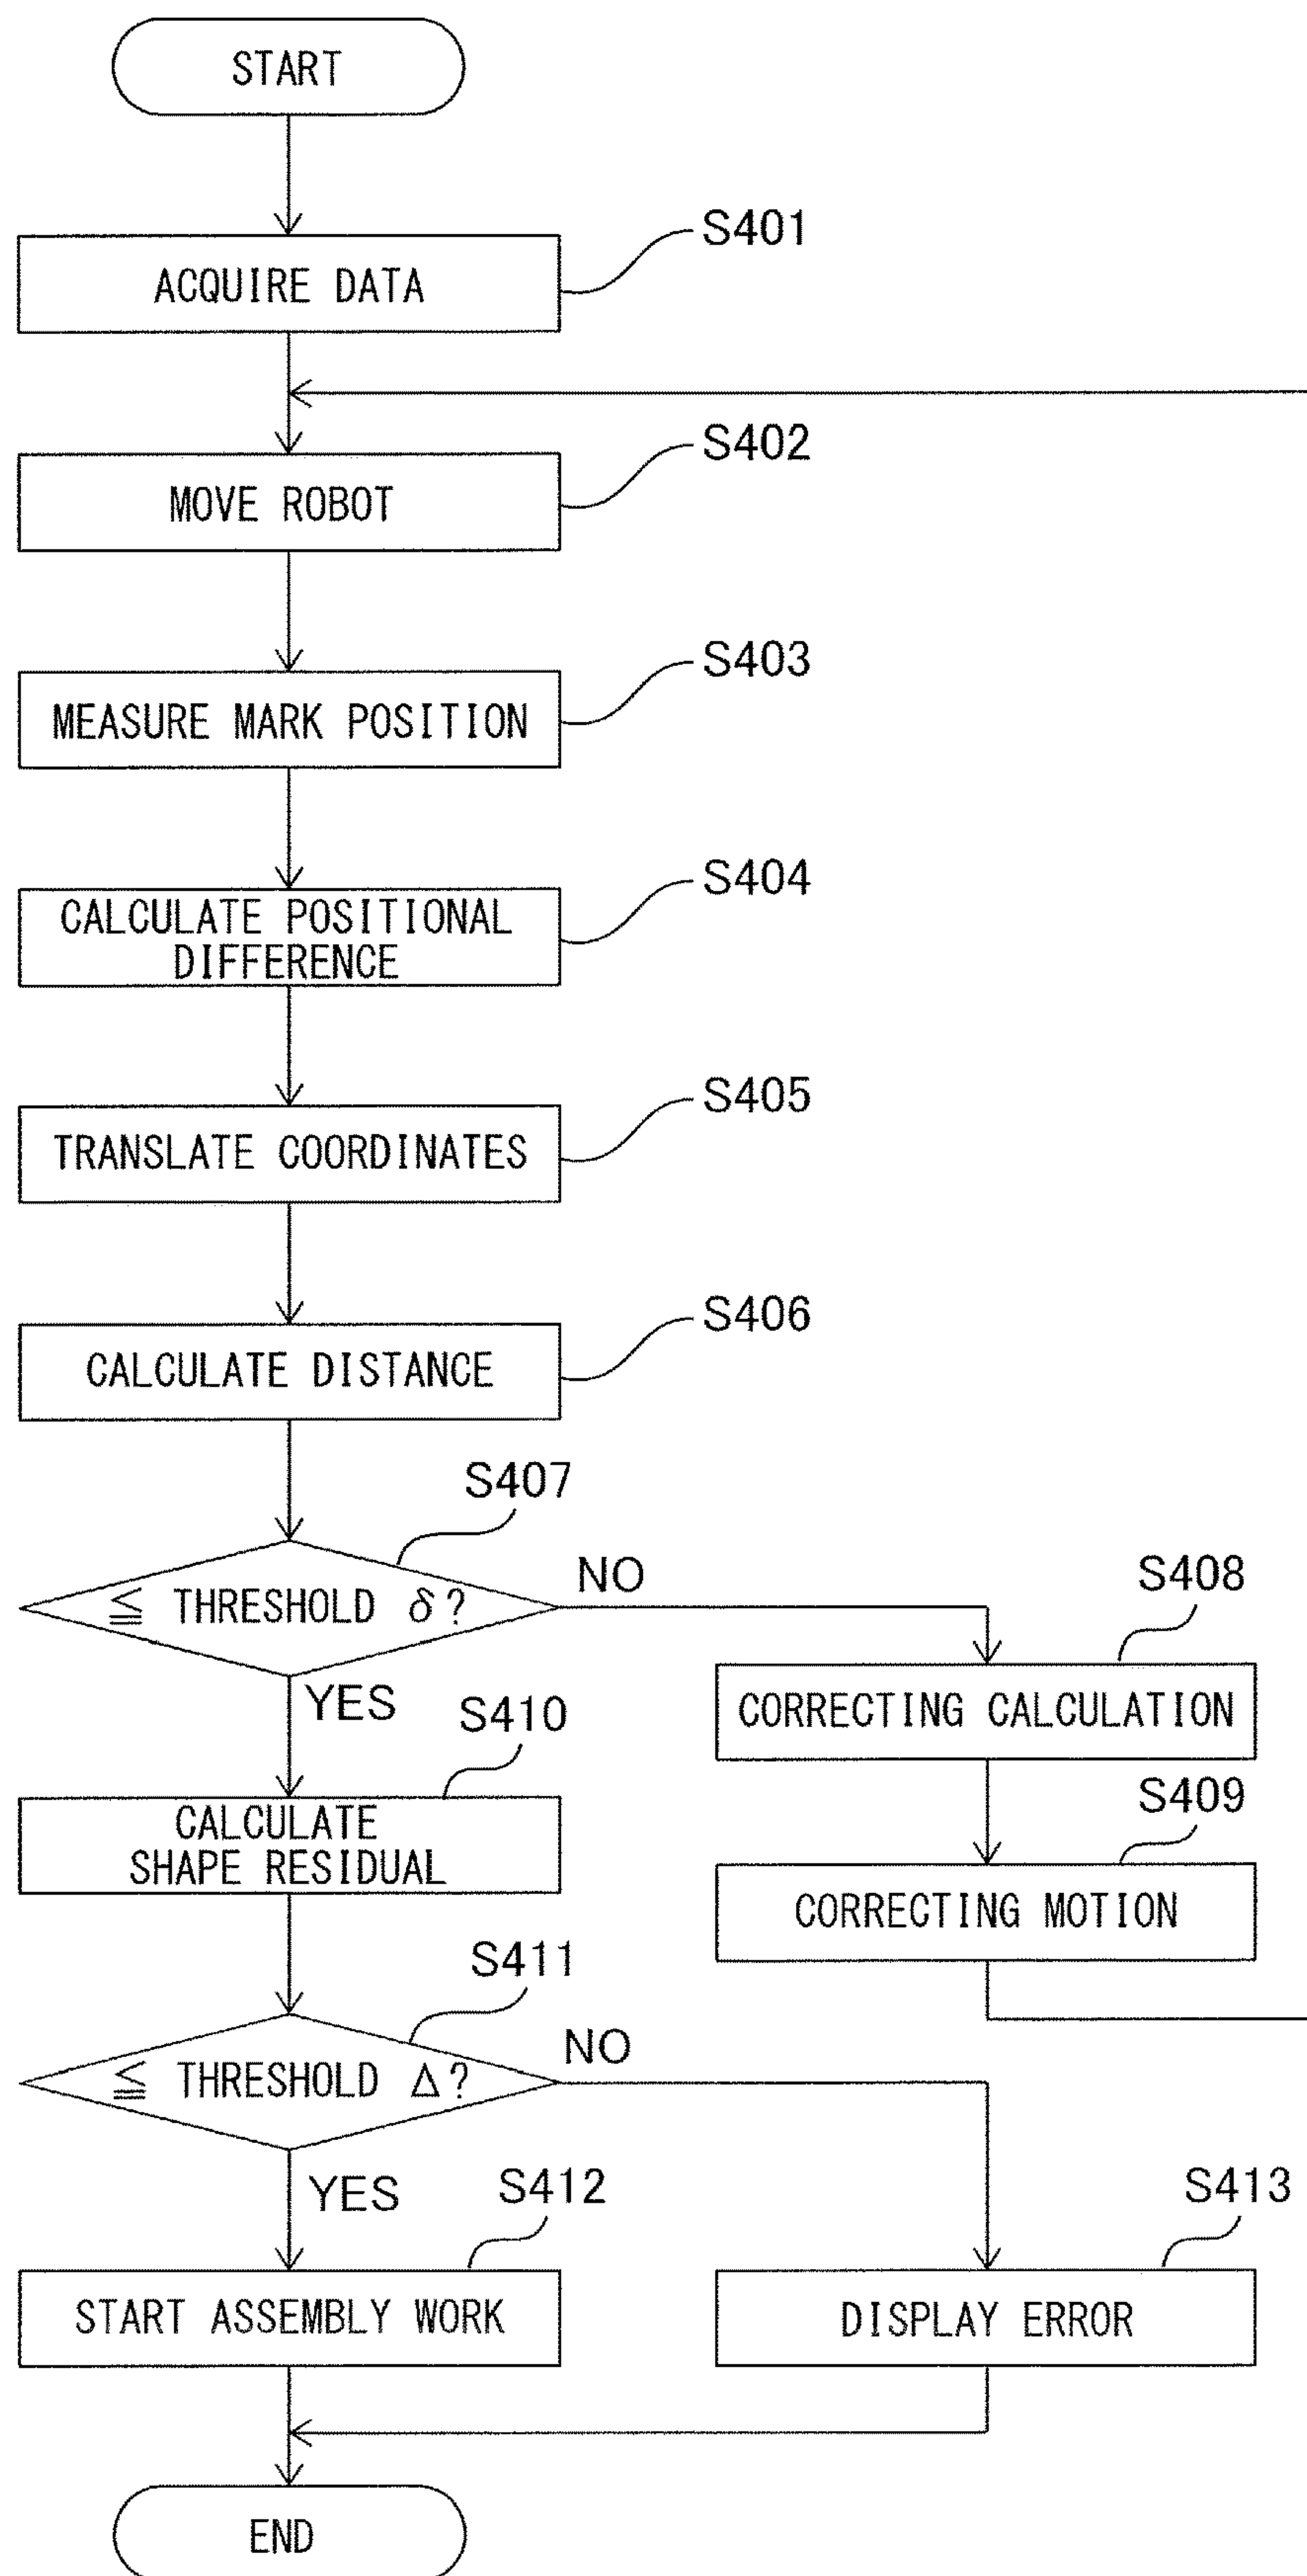 START
S401
ACQUIRE DATA
S402
MOVE ROBOT
S403
MEASURE MARK POSITION
S404
CALCULATE POSITIONAL
DIFFERENCE
S405
TRANSLATE COORDINATES
S406
CALCULATE DISTANCE
S407
≦ THRESHOLD δ?
NO
YES
S408
CORRECTING CALCULATION
S409
CORRECTING MOTION
S410
CALCULATE
SHAPE RESIDUAL
S411
≦ THRESHOLD Δ?
NO
YES
S412
START ASSEMBLY WORK
S413
DISPLAY ERROR
END